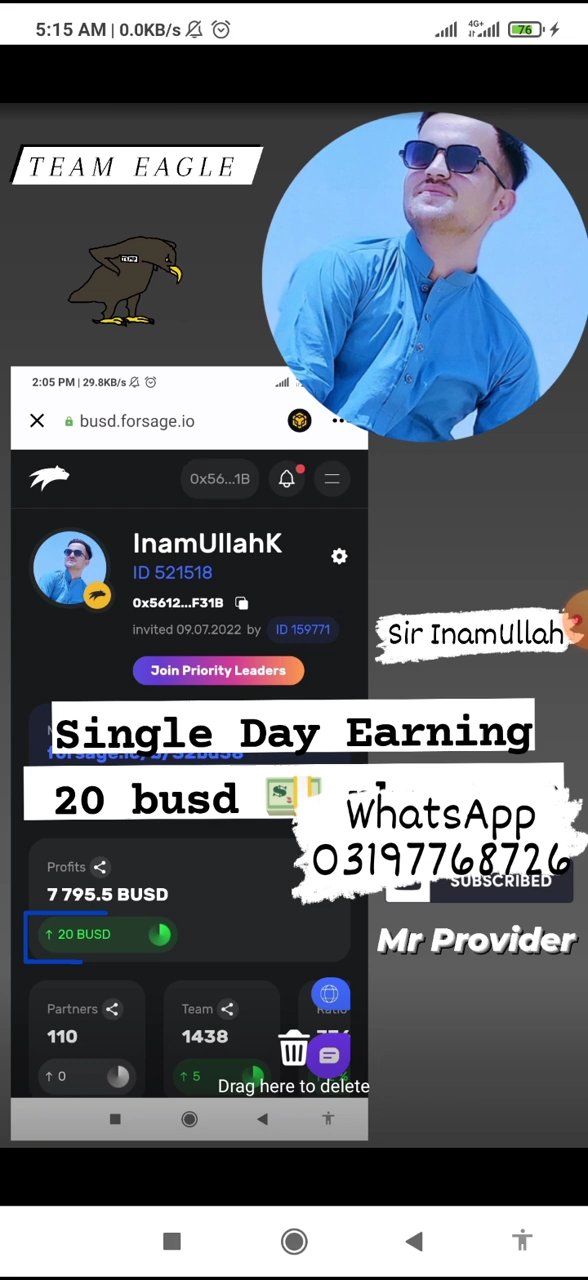 5:15 AM | 0.0KB/s
4G+
76
TEAM EAGLE
2:05 PM | 29.8KB/s
busd.forsage.io
0x56...1B
InamUllahK
ID 521518
0x5612...F31B
invited 09.07.2022 by ID 159771
Join Priority Leaders
Sir InamUllah
Single Day Earning
20 busd
WhatsApp
03197768726
SUBSCRIBED
Mr Provider
Profits
7 795.5 BUSD
↑ 20 BUSD
Partners
110
↑ 0
Team
1438
↑ 5
Ratio
Drag here to delete